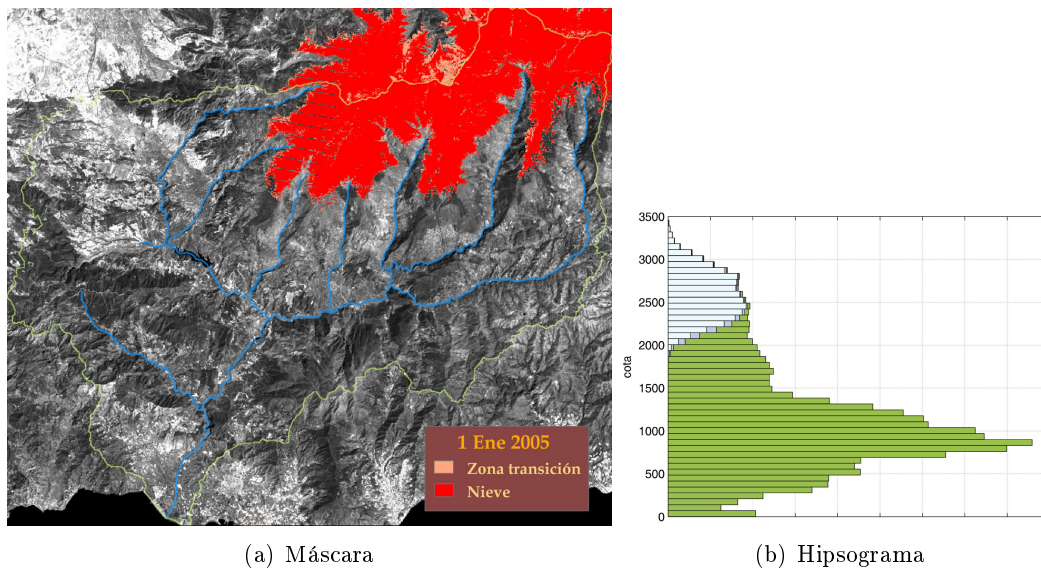 1 Ene 2005
Zona transición
Nieve
3500
3000
2500
2000
1500
1000
500
0
cota
(a) Máscara
(b) Hipsograma